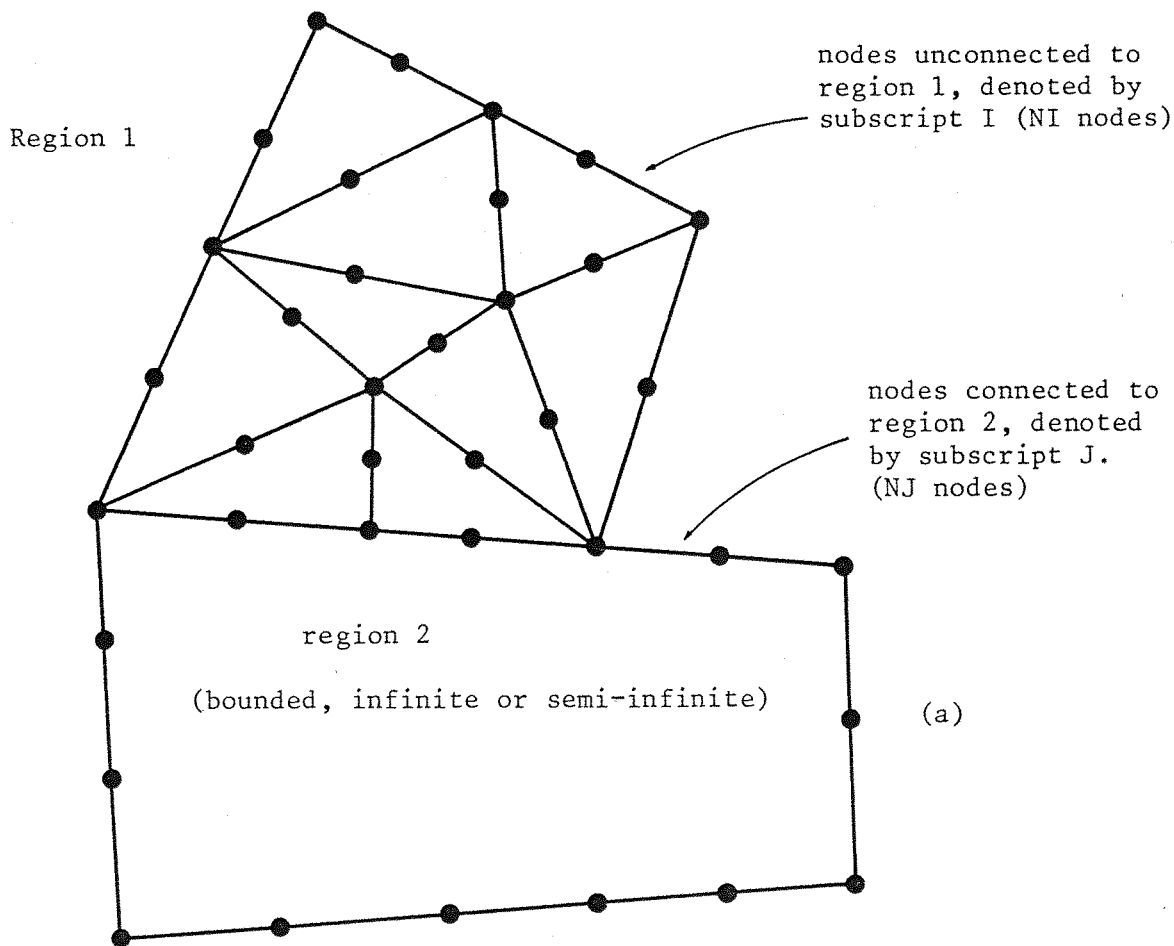 nodes unconnected to
region 1, denoted by
subscript I (NI nodes)
Region 1
nodes connected to
region 2, denoted
by subscript J.
(NJ nodes)
region 2
(bounded, infinite or semi-infinite)
(a)